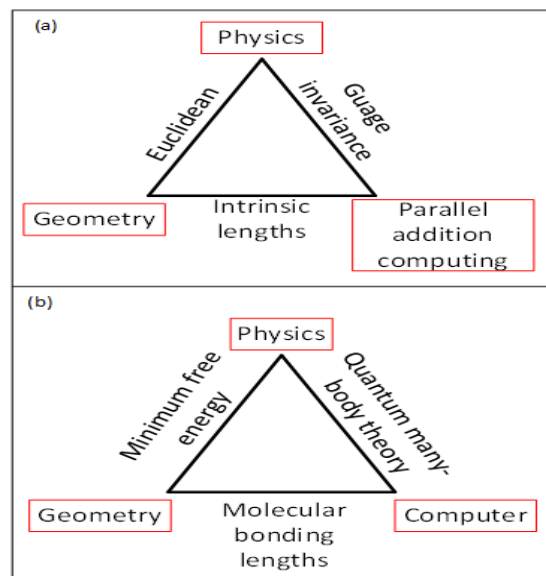 (a)
Physics
Euclidean
Guage
invariance
Geometry
Intrinsic
lengths
Parallel
addition
computing
(b)
Physics
Minimum free
energy
Quantum many-
body theory
Geometry
Molecular
bonding
lengths
Computer